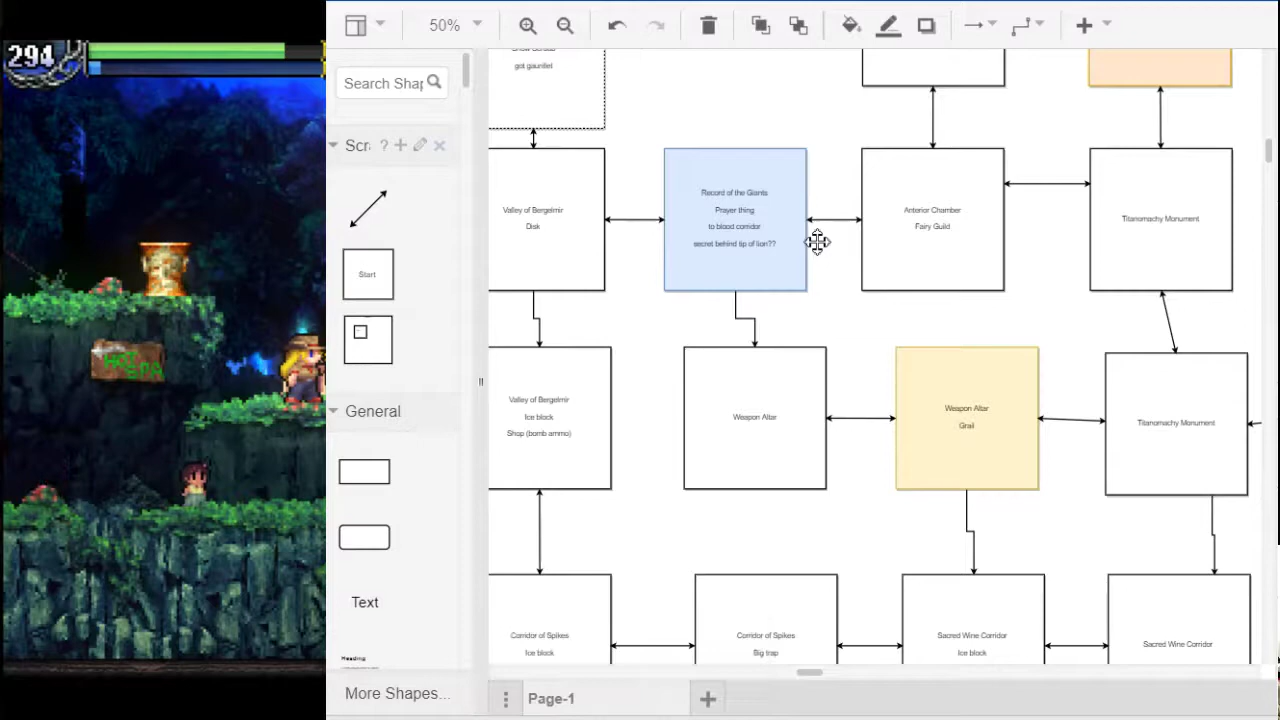 294
HOT
SPA
50%
Search Shap
Scr
?
Start
General
Text
Heading
More Shapes...
got gauntlet
Valley of Bergelmir
Disk
Record of the Giants
Prayer thing
to blood corridor
secret behind tip of lion??
Anterior Chamber
Fairy Guild
Titanomachy Monument
Valley of Bergelmir
Ice block
Shop (bomb ammo)
Weapon Altar
Weapon Altar
Grail
Titanomachy Monument
Corridor of Spikes
Ice block
Corridor of Spikes
Big trap
Sacred Wine Corridor
Ice block
Sacred Wine Corridor
Page-1